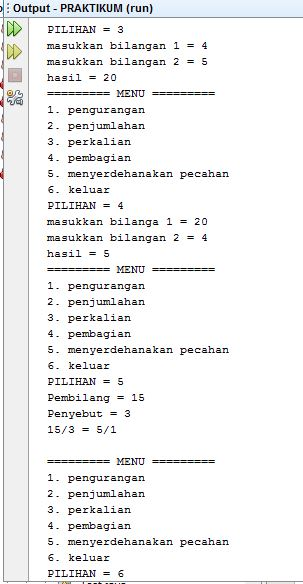 Output - PRAKTIKUM (run)
PILIHAN = 3
masukkan bilangan 1 = 4
masukkan bilangan 2 = 5
hasil = 20
========= MENU =========
1. pengurangan
2. penjumlahan
3. perkalian
4. pembagian
5. menyerdehanakan pecahan
6. keluar
PILIHAN = 4
masukkan bilanga 1 = 20
masukkan bilangan 2 = 4
hasil = 5
========= MENU =========
1. pengurangan
2. penjumlahan
3. perkalian
4. pembagian
5. menyerdehanakan pecahan
6. keluar
PILIHAN = 5
Pembilang = 15
Penyebut = 3
15/3 = 5/1
========= MENU =========
1. pengurangan
2. penjumlahan
3. perkalian
4. pembagian
5. menyerdehanakan pecahan
6. keluar
PILIHAN = 6